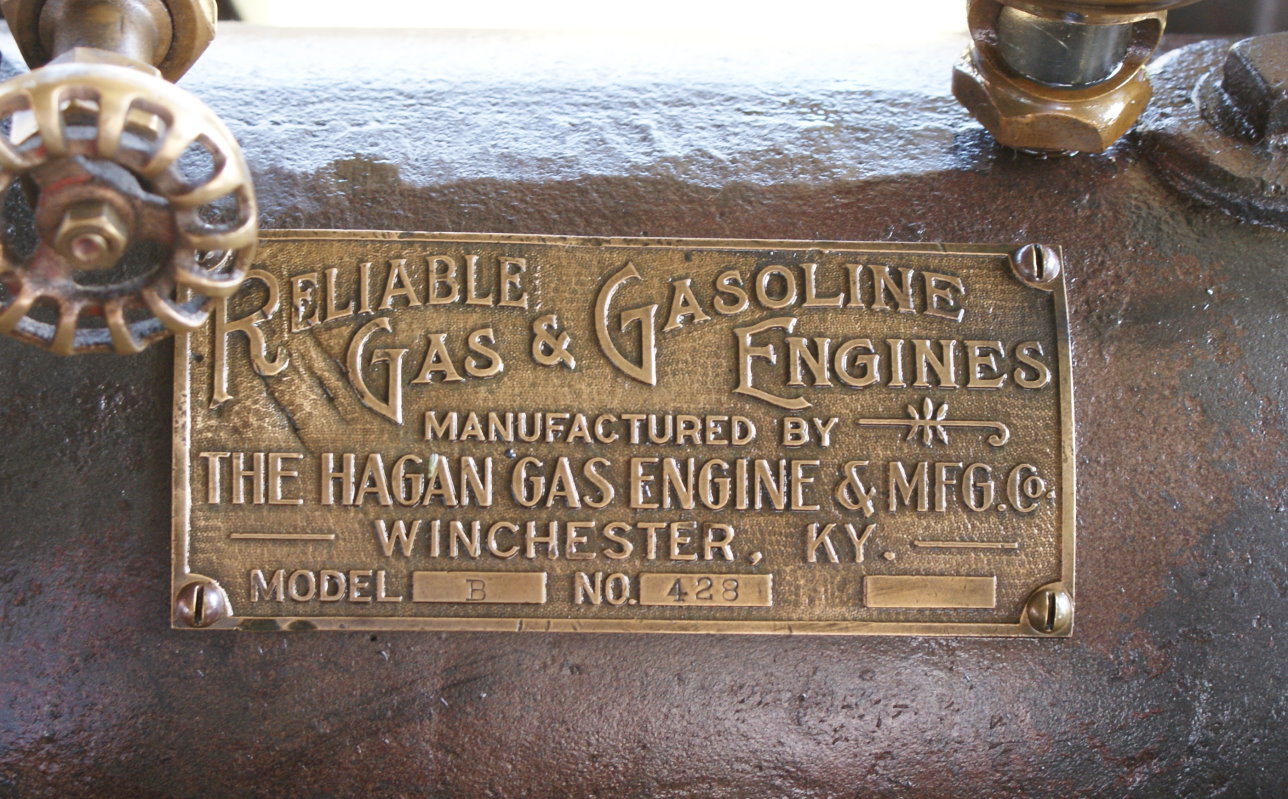 RELIABLE GASOLINE
GAS & ENGINES
MANUFACTURED BY
THE HAGAN GAS ENGINE & MFG. Co.
WINCHESTER, KY.
MODEL B NO. 428